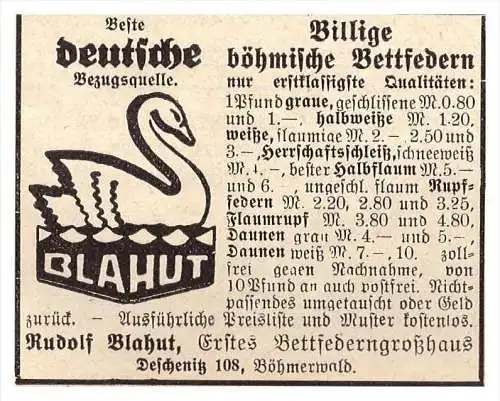 Beste
deutsche
Bezugsquelle.
Billige
böhmische Bettfedern
nur erstklassigste Qualitäten:
1 Pfund graue, geschlissene M. 0.80
und 1.—. halbweiße M. 1.20,
weiße, flaumige M. 2.— 2.50 und
3.—, Herrschaftsschleiß, schneeweiß
M. 4.—, bester Halbflaum M. 5.—
und 6.—, ungeschl. flaum Rupf-
federn M. 2.20, 2.80 und 3.25,
Flaumrupf M. 3.80 und 4.80,
Daunen grau M. 4.— und 5.—,
Daunen weiß M. 7.—, 10. zoll-
frei gegen Nachnahme, von
10 Pfund an auch postfrei. Nicht-
passendes umgetauscht oder Geld
zurück. — Ausführliche Preisliste und Muster kostenlos.
BLAHUT
Rudolf Blahut, Erstes Bettfederngroßhaus
Deschenitz 108, Böhmerwald.